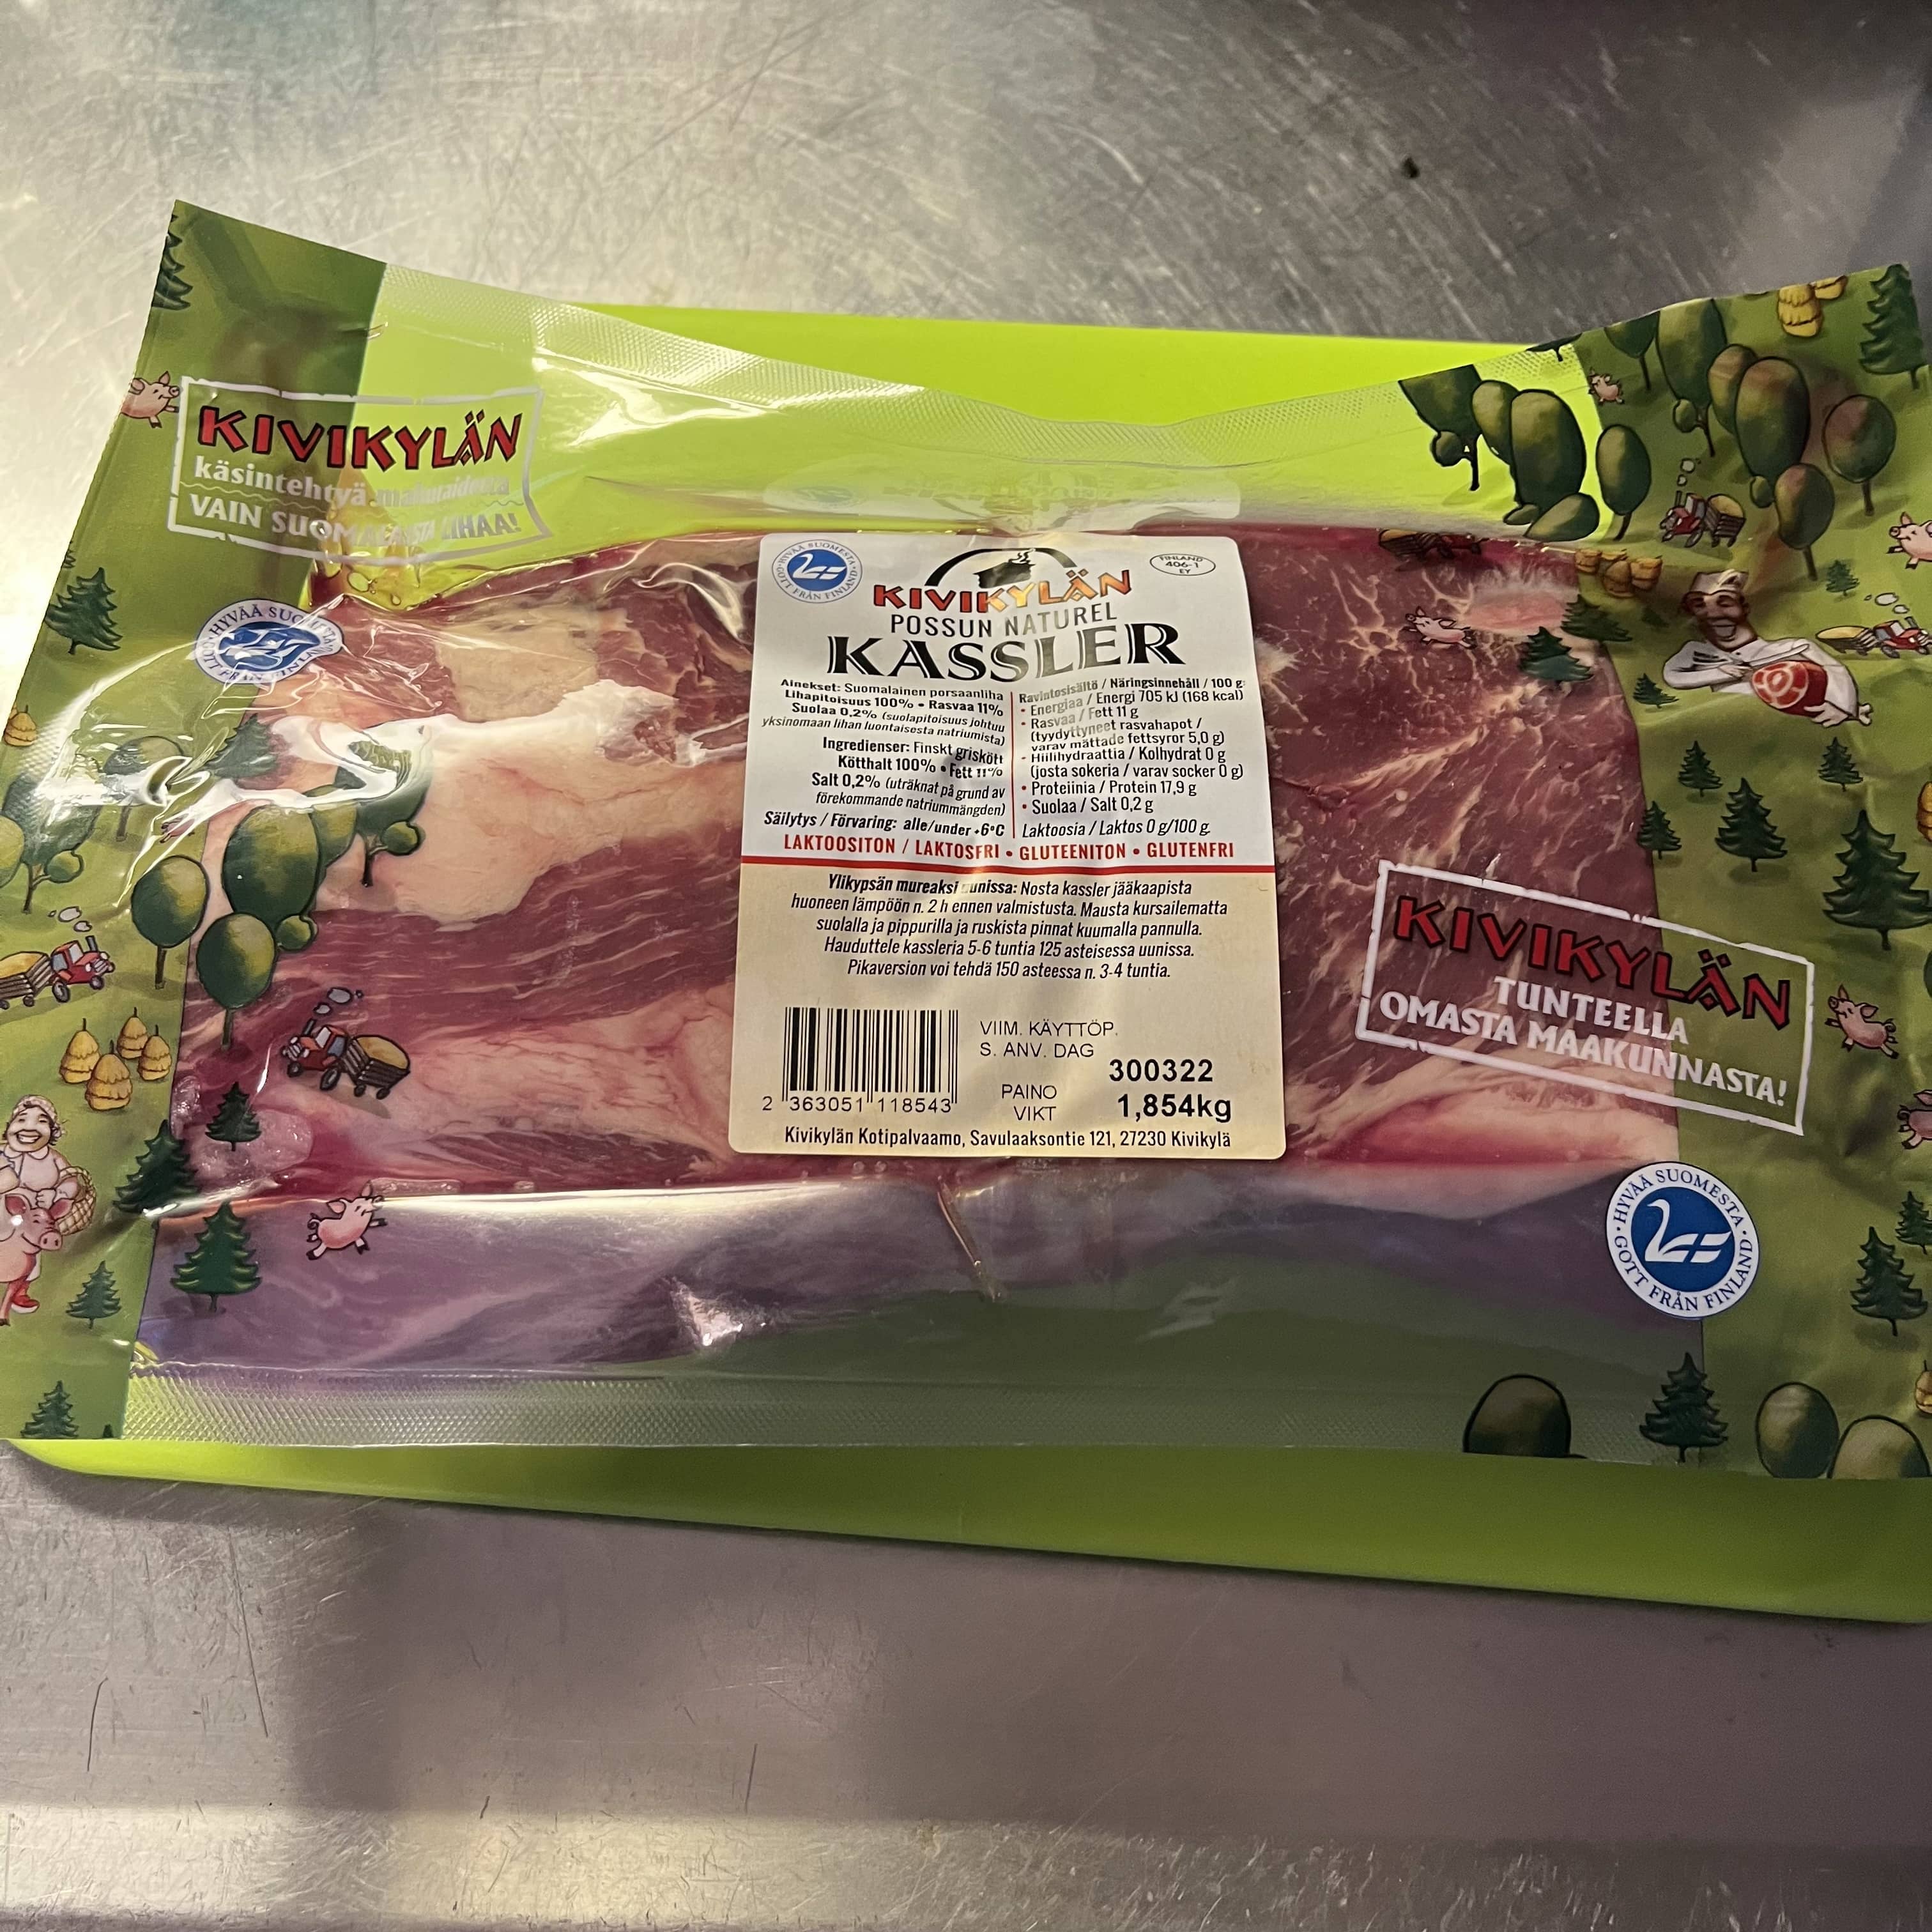 KIVIKYLÄN
käsintehtyä
VAIN SUOMALAISTA LIHAA!
HYVÄÄ SUOMESTA
GOTT FRÅN FINLAND
FINLAND
406-1
EY
KIVIKYLÄN
POSSUN NATUREL
KASSLER
Ainekset: Suomalainen porsaanliha
Lihapitoisuus 100% • Rasvaa 11%
Suolaa 0,2% (suolapitoisuus johtuu
yksinomaan lihan luontaisesta natriumista)
Ingredienser: Finskt griskött
Kötthalt 100% • Fett 11%
Salt 0,2% (uträknat på grund av
förekommande natriummängden)
Säilytys / Förvaring: alle/under +6°C
Ravintosisältö / Näringsinnehåll / 100 g
• Energiaa / Energi 705 kJ (168 kcal)
• Rasvaa / Fett 11 g
(tyydyttyneet rasvahapot /
varav mättade fettsyror 5,0 g)
• Hiilihydraattia / Kolhydrat 0 g
(josta sokeria / varav socker 0 g)
• Proteiinia / Protein 17,9 g
• Suolaa / Salt 0,2 g
Laktoosia / Laktos 0 g/100 g.
LAKTOOSITON / LAKTOSFRI • GLUTEENITON • GLUTENFRI
Ylikypsän mureaksi uunissa: Nosta kassler jääkaapista
huoneen lämpöön n. 2 h ennen valmistusta. Mausta kursailematta
suolalla ja pippurilla ja ruskista pinnat kuumalla pannulla.
Hauduttele kassleria 5-6 tuntia 125 asteisessa uunissa.
Pikaversion voi tehdä 150 asteessa n. 3-4 tuntia.
VIIM. KÄYTTÖP.
S. ANV. DAG
300322
PAINO
VIKT
1,854kg
2 363051 118543
Kivikylän Kotipalvaamo, Savulaaksontie 121, 27230 Kivikylä
HYVÄÄ SUOMESTA
KIVIKYLÄN
TUNTEELLA
OMASTA MAAKUNNASTA!
HYVÄÄ SUOMESTA
GOTT FRÅN FINLAND